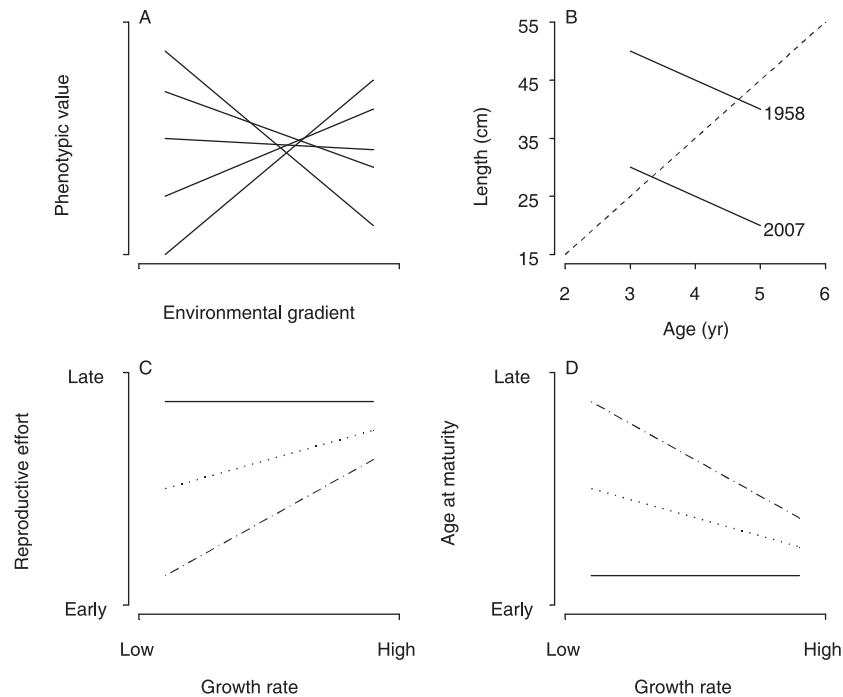 A
Phenotypic value
Environmental gradient
B
55
45
35
25
15
Length (cm)
1958
2007
2 3 4 5 6
Age (yr)
C
Late
Reproductive effort
Early
Low High
Growth rate
D
Late
Age at maturity
Early
Low High
Growth rate